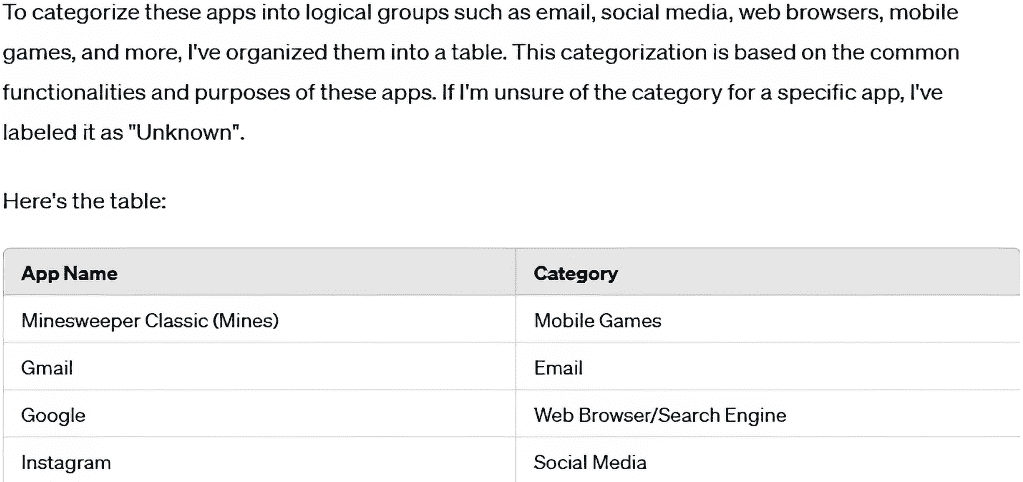 To categorize these apps into logical groups such as email, social media, web browsers, mobile
games, and more, I've organized them into a table. This categorization is based on the common
functionalities and purposes of these apps. If I'm unsure of the category for a specific app, I've
labeled it as "Unknown".
Here's the table:
App Name Category
Minesweeper Classic (Mines) Mobile Games
Gmail Email
Google Web Browser/Search Engine
Instagram Social Media